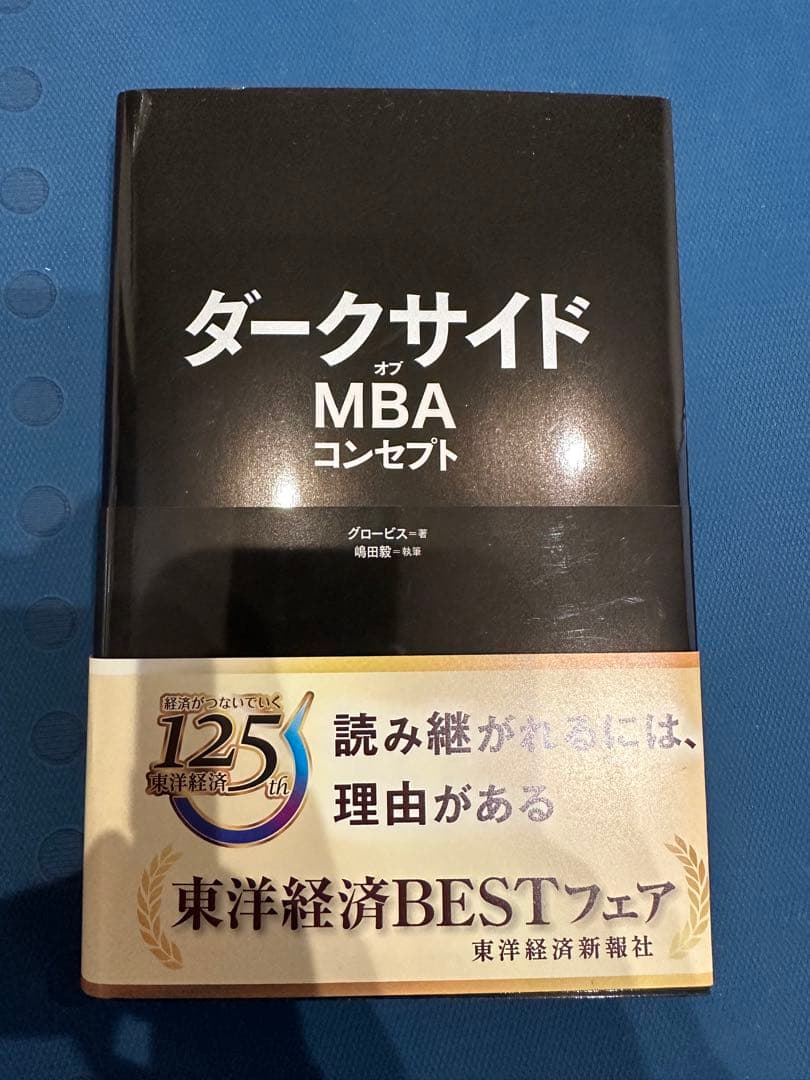 ダークサイド
オブ
MBA
コンセプト
グロービス=著
嶋田毅=執筆
経済がつないでいく
125th
東洋経済
読み継がれるには、
理由がある
東洋経済BESTフェア
東洋経済新報社